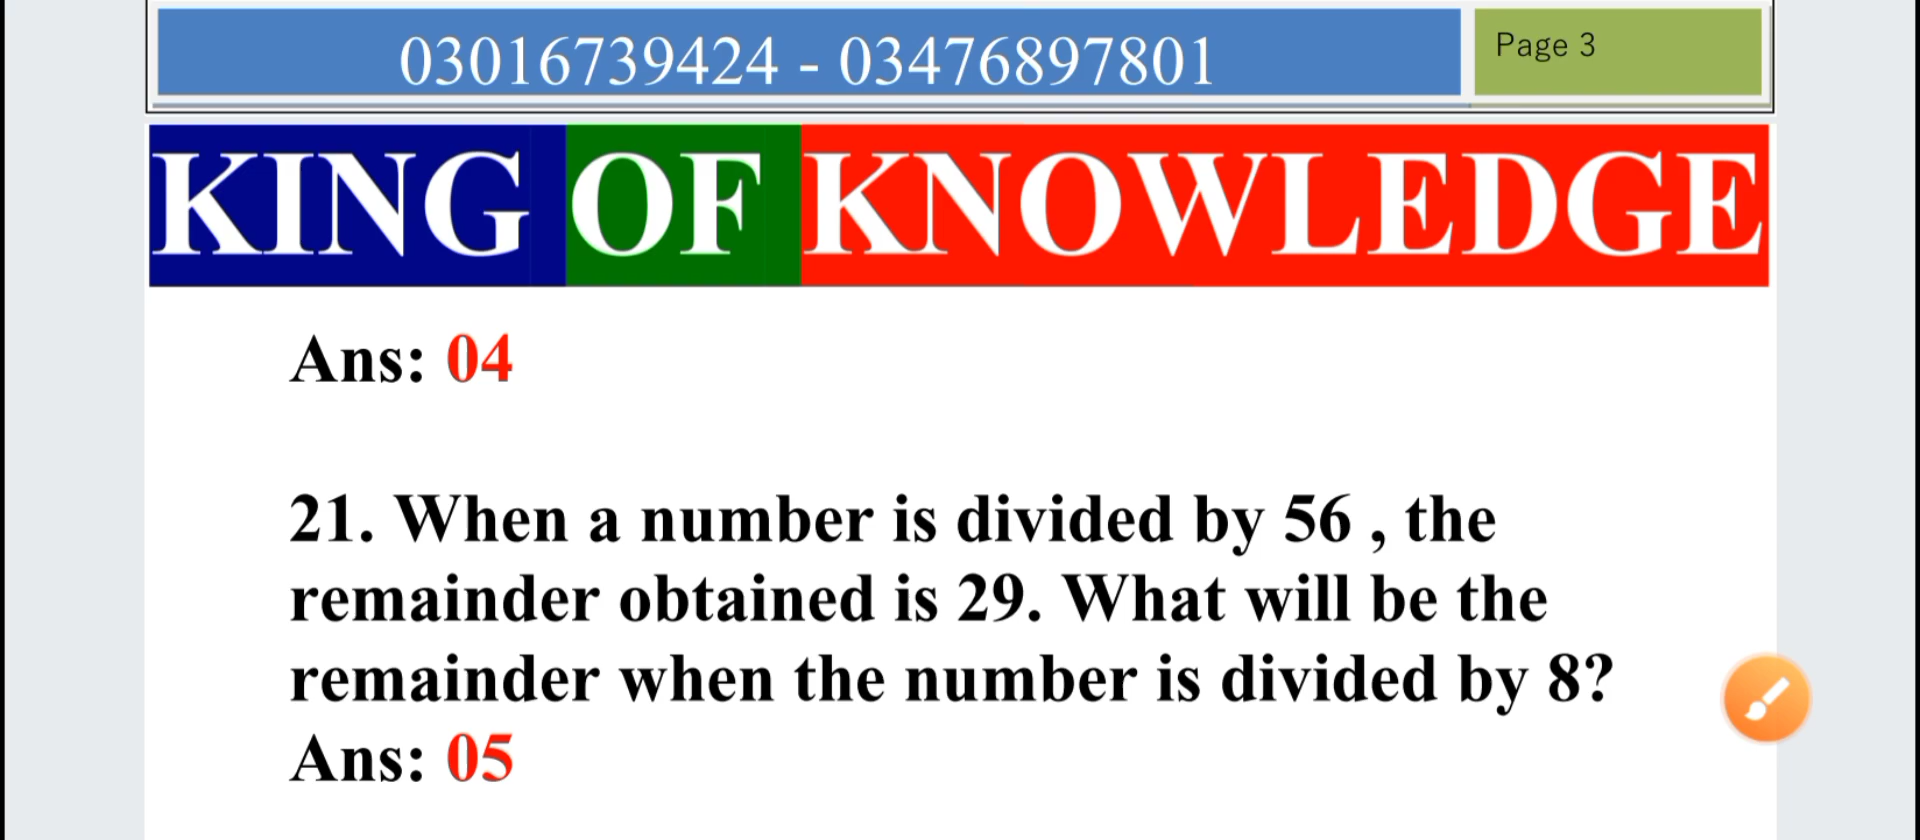 03016739424 - 03476897801
Page 3
KING OF KNOWLEDGE
Ans: 04
21. When a number is divided by 56 , the
remainder obtained is 29. What will be the
remainder when the number is divided by 8?
Ans: 05